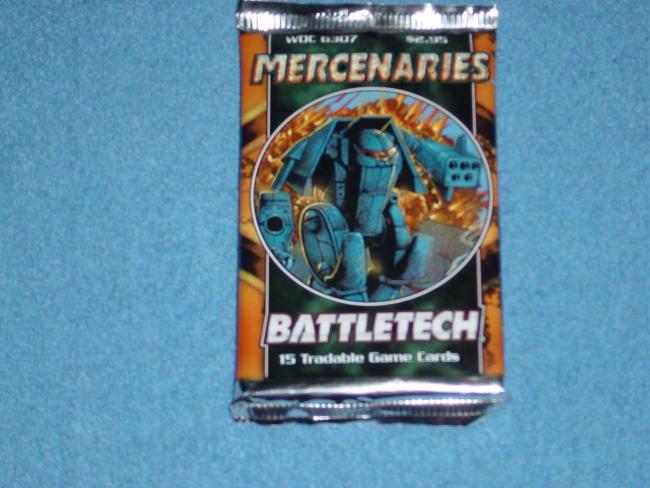 WOC 6307 $2.95
MERCENARIES
BATTLETECH
15 Tradable Game Cards